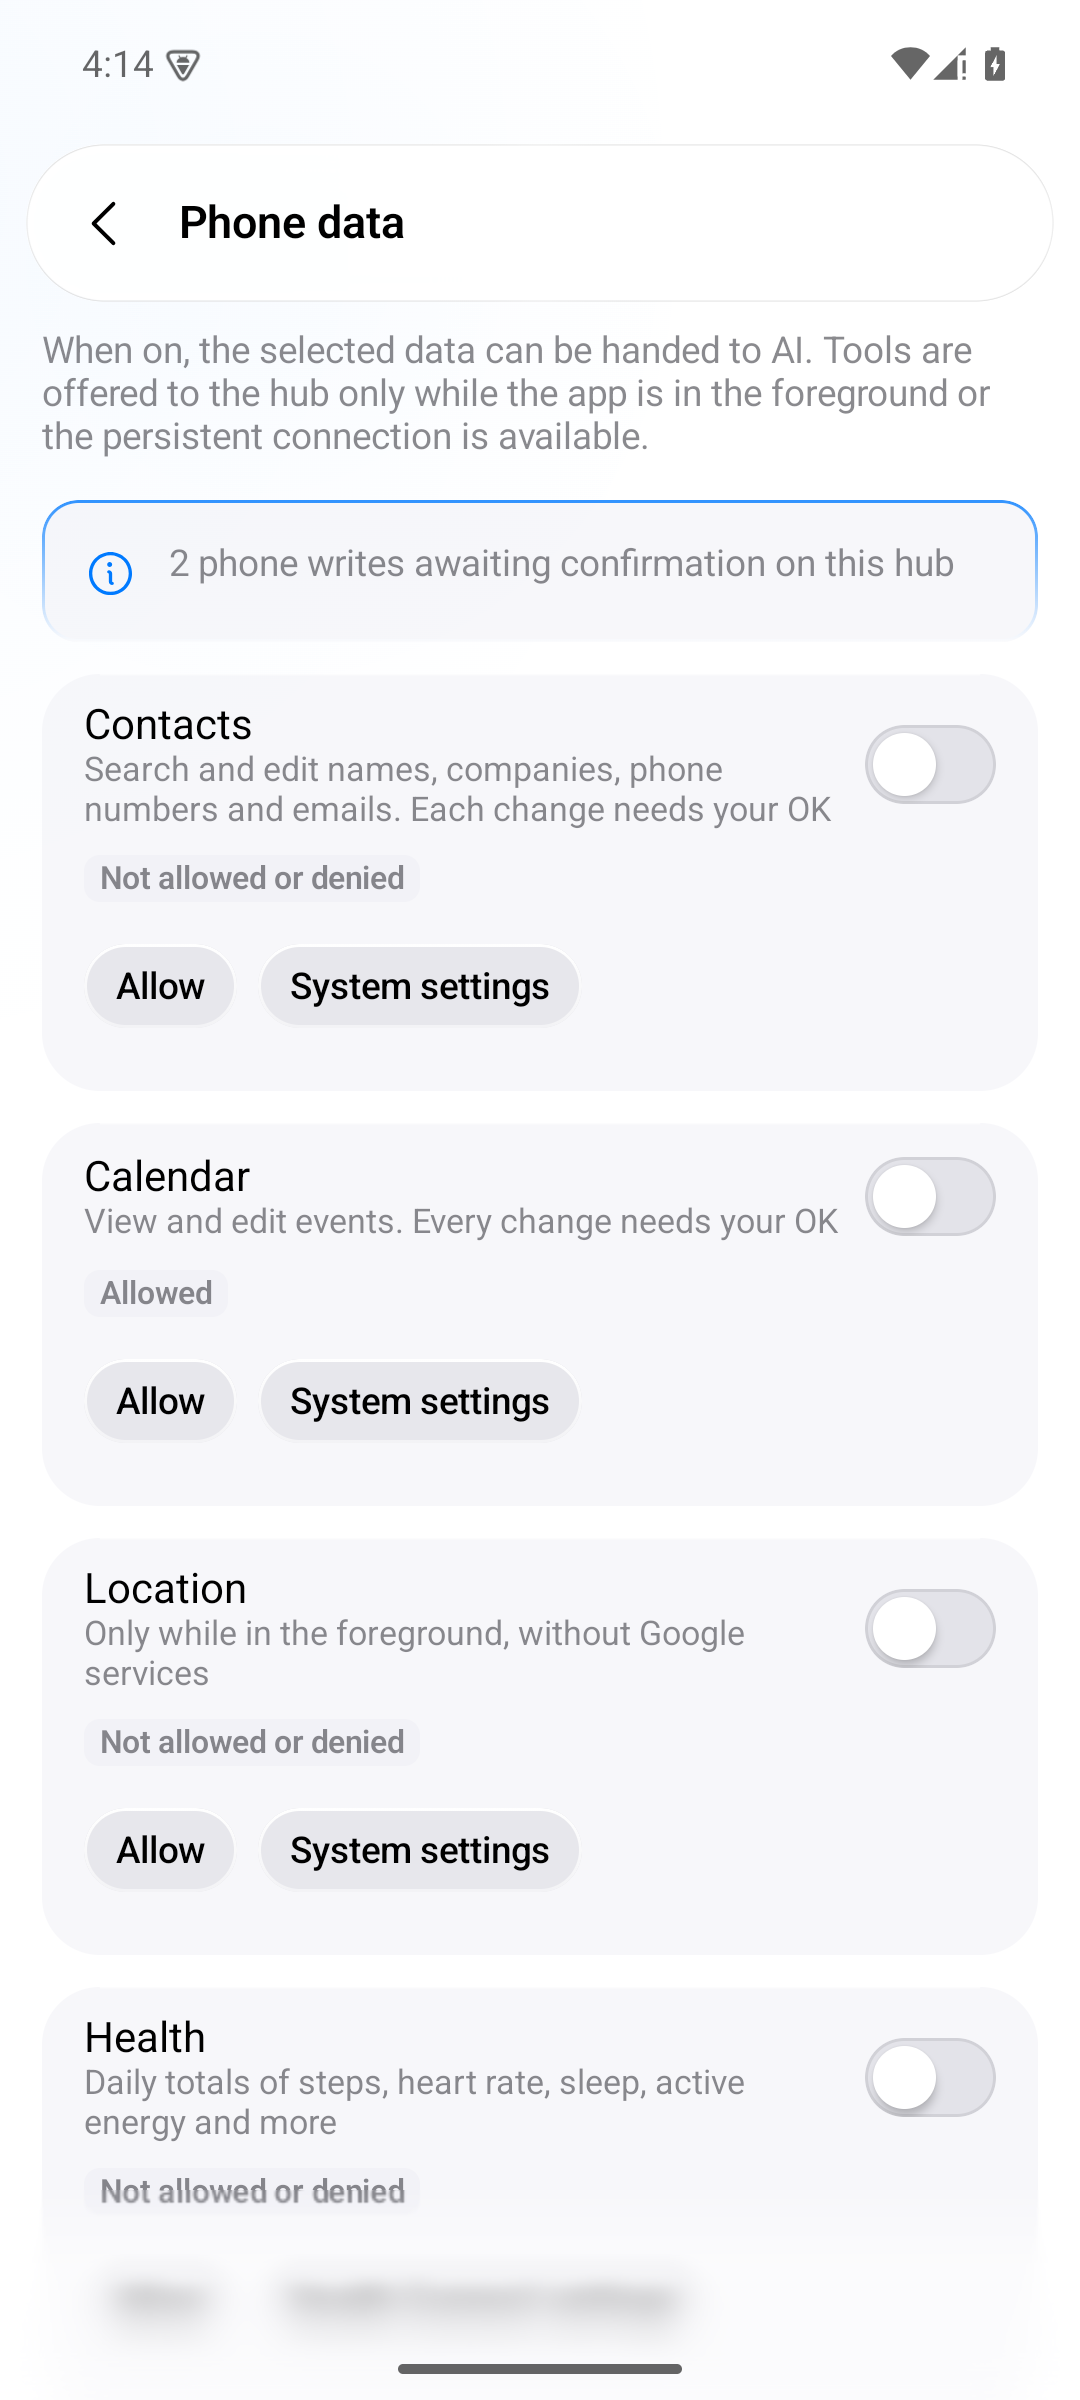 4:14
Phone data
When on, the selected data can be handed to AI. Tools are
offered to the hub only while the app is in the foreground or
the persistent connection is available.
2 phone writes awaiting confirmation on this hub
Contacts
Search and edit names, companies, phone
numbers and emails. Each change needs your OK
Not allowed or denied
Allow
System settings
Calendar
View and edit events. Every change needs your OK
Allowed
Allow
System settings
Location
Only while in the foreground, without Google
services
Not allowed or denied
Allow
System settings
Health
Daily totals of steps, heart rate, sleep, active
energy and more
Not allowed or denied